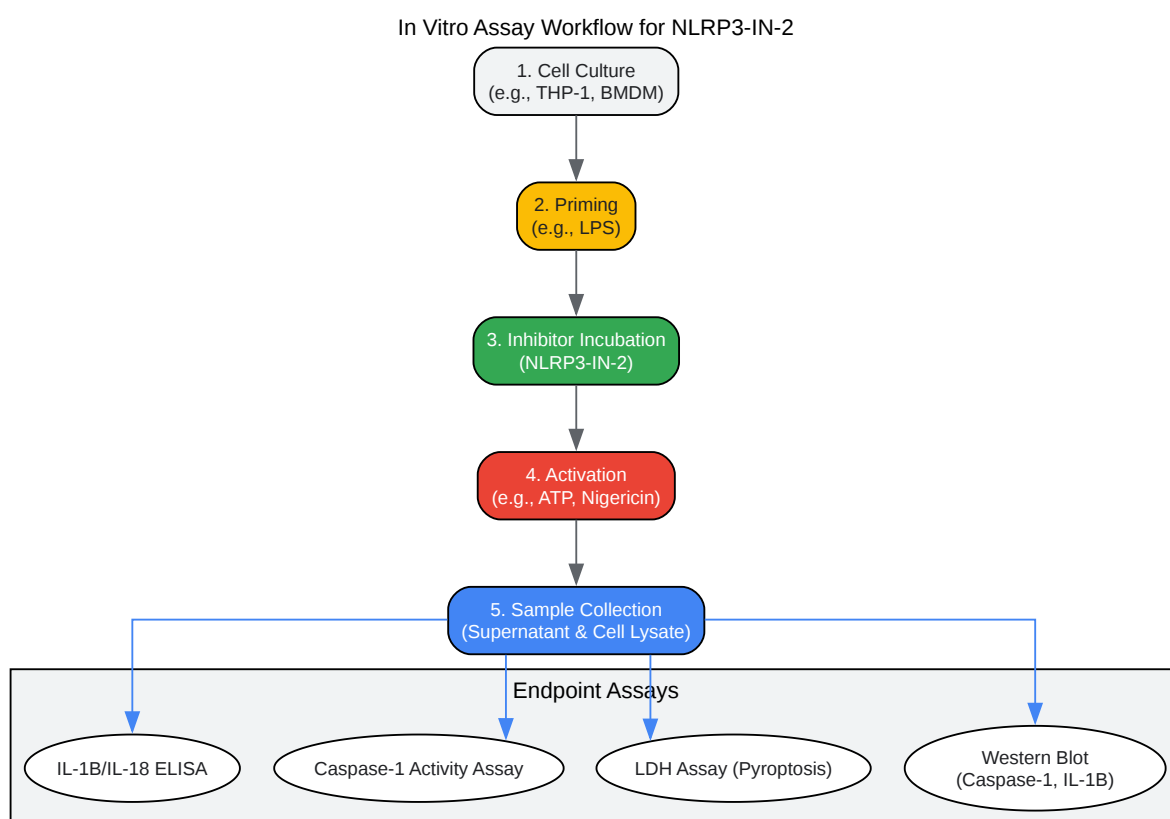 In Vitro Assay Workflow for NLRP3-IN-2
1. Cell Culture
(e.g., THP-1, BMDM)
2. Priming
(e.g., LPS)
3. Inhibitor Incubation
(NLRP3-IN-2)
4. Activation
(e.g., ATP, Nigericin)
5. Sample Collection
(Supernatant & Cell Lysate)
Endpoint Assays
IL-1B/IL-18 ELISA
Caspase-1 Activity Assay
LDH Assay (Pyroptosis)
Western Blot
(Caspase-1, IL-1B)